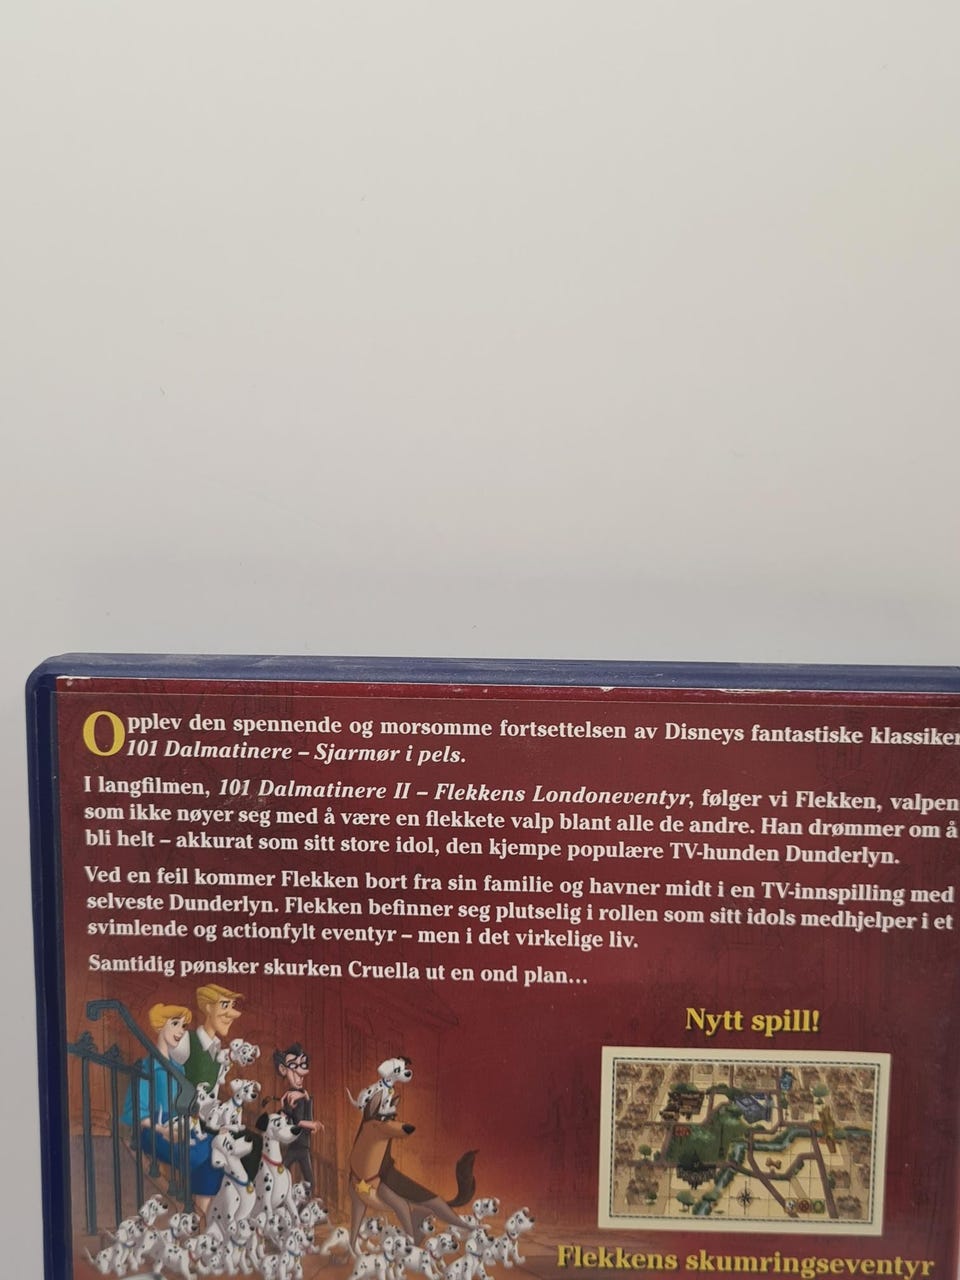 Opplev den spennende og morsomme fortsettelsen av Disneys fantastiske klassiker
101 Dalmatinere – Sjarmør i pels.
I langfilmen, 101 Dalmatinere II – Flekkens Londoneventyr, følger vi Flekken, valpen
som ikke nøyer seg med å være en flekkete valp blant alle de andre. Han drømmer om å
bli helt – akkurat som sitt store idol, den kjempe populære TV-hunden Dunderlyn.
Ved en feil kommer Flekken bort fra sin familie og havner midt i en TV-innspilling med
selveste Dunderlyn. Flekken befinner seg plutselig i rollen som sitt idols medhjelper i et
svimlende og actionfylt eventyr – men i det virkelige liv.
Samtidig pønsker skurken Cruella ut en ond plan...
Nytt spill!
Flekkens skumringseventyr